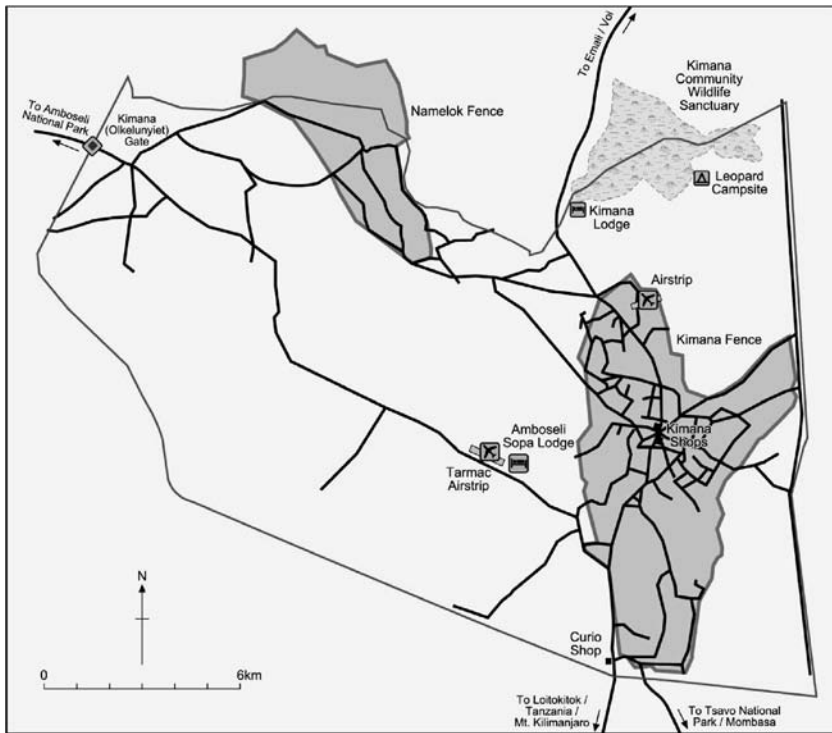 To Emali / Voi
Kimana
Community
Wildlife
Sanctuary
To Amboseli
National Park
Kimana
(Olkelunyiet)
Gate
Namelok Fence
Leopard
Campsite
Kimana
Lodge
Airstrip
Kimana Fence
Amboseli
Sopa Lodge
Kimana
Shops
Tarmac
Airstrip
N
Curio
Shop
0 6km
To Loitokitok /
Tanzania /
Mt. Kilimanjaro
To Tsavo National
Park / Mombasa